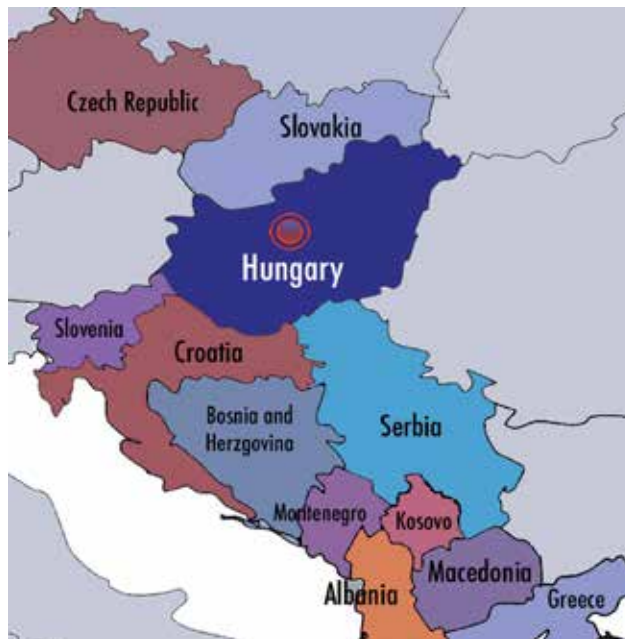 Czech Republic
Slovakia
Hungary
Slovenia
Croatia
Bosnia and
Herzgovina
Serbia
Montenegro
Kosovo
Macedonia
Albania
Greece